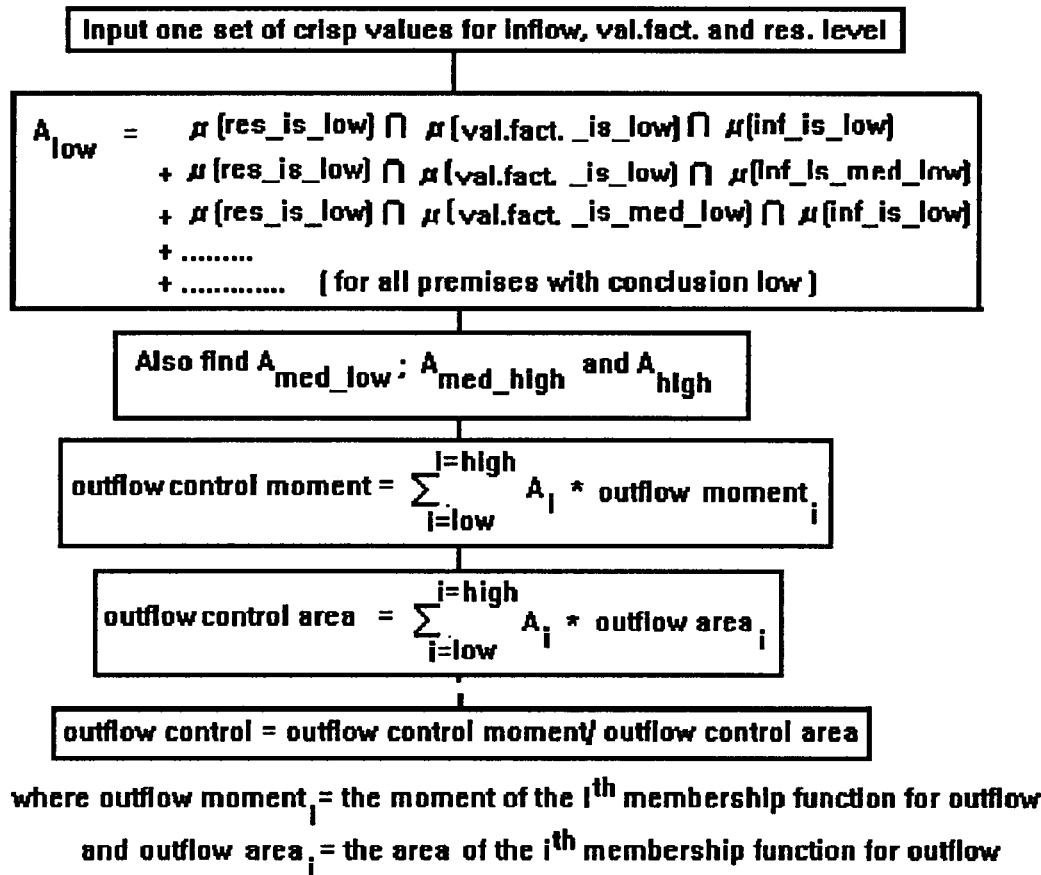 Input one set of crisp values for inflow, val.fact. and res. level
A_low = μ(res_is_low) ∩ μ(val.fact. _is_low) ∩ μ(inf_is_low)
+ μ(res_is_low) ∩ μ(val.fact. _is_low) ∩ μ(inf_is_med_low)
+ μ(res_is_low) ∩ μ(val.fact. _is_med_low) ∩ μ(inf_is_low)
+ .........
+ ............. (for all premises with conclusion low)
Also find A_med_low; A_med_high and A_high
outflow control moment = ∑_{i=low}^{i=high} A_i * outflow moment_i
outflow control area = ∑_{i=low}^{i=high} A_i * outflow area_i
outflow control = outflow control moment/ outflow control area
where outflow moment_i = the moment of the i^th membership function for outflow
and outflow area_i = the area of the i^th membership function for outflow